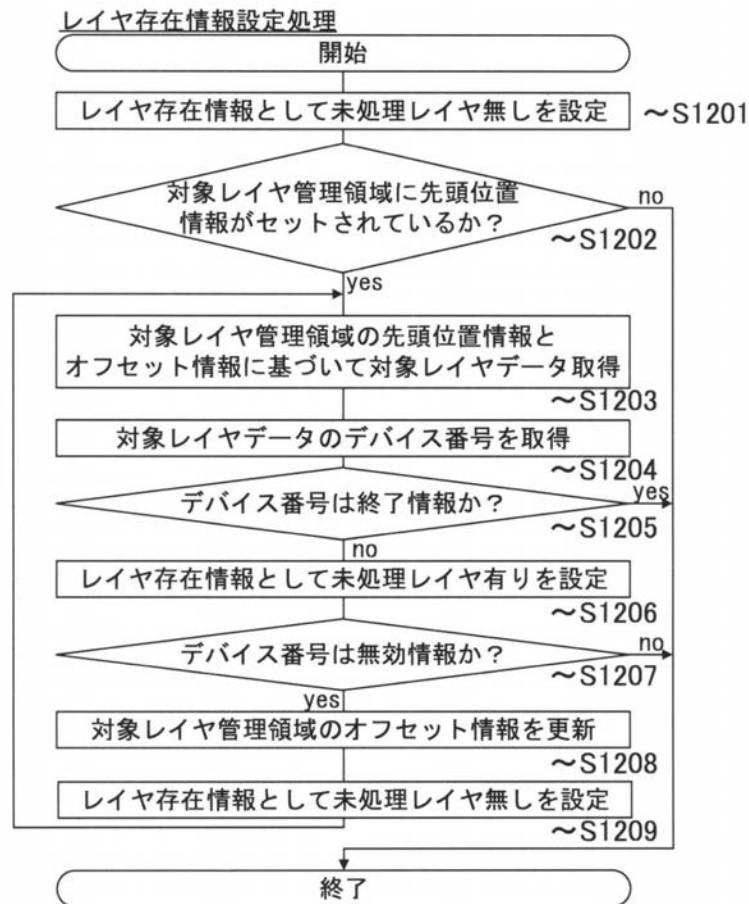 レイヤ存在情報設定処理
開始
レイヤ存在情報として未処理レイヤ無しを設定
～S1201
対象レイヤ管理領域に先頭位置
情報がセットされているか？
no
～S1202
yes
対象レイヤ管理領域の先頭位置情報と
オフセット情報に基づいて対象レイヤデータ取得
～S1203
対象レイヤデータのデバイス番号を取得
～S1204
デバイス番号は終了情報か？
yes
～S1205
no
レイヤ存在情報として未処理レイヤ有りを設定
～S1206
デバイス番号は無効情報か？
no
～S1207
yes
対象レイヤ管理領域のオフセット情報を更新
～S1208
レイヤ存在情報として未処理レイヤ無しを設定
～S1209
終了